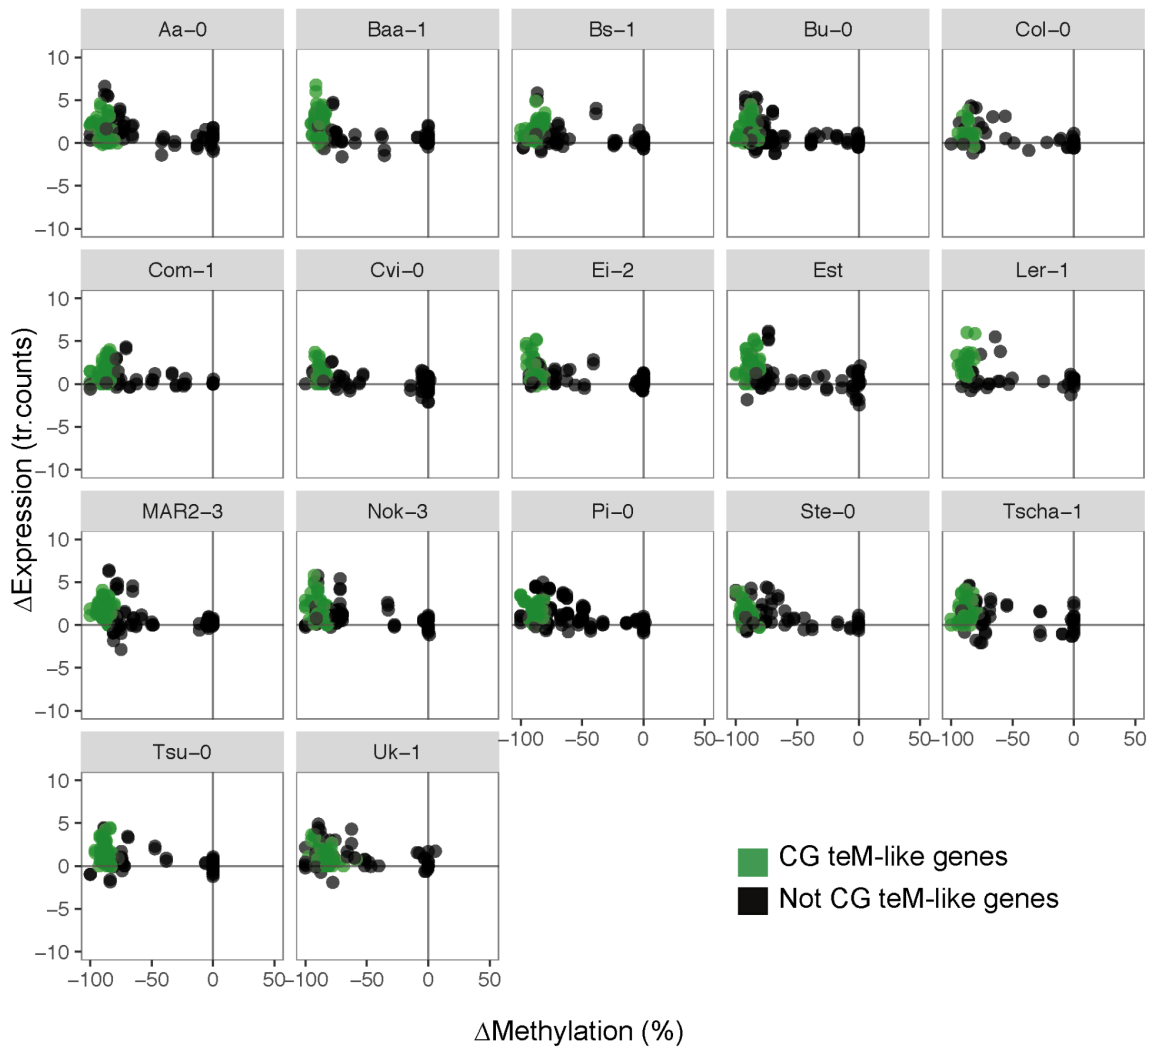 Aa−0 Baa−1 Bs−1 Bu−0 Col−0
10
5
0
−5
−10
Com−1 Cvi−0 Ei−2 Est Ler−1
10
5
0
−5
−10
MAR2−3 Nok−3 Pi−0 Ste−0 Tscha−1
10
5
0
−5
−10
−100 −50 0 50 −100 −50 0 50 −100 −50 0 50
Tsu−0 Uk−1
10
5
0
−5
−10
−100 −50 0 50 −100 −50 0 50
ΔExpression (tr.counts)
ΔMethylation (%)
CG teM−like genes
Not CG teM−like genes